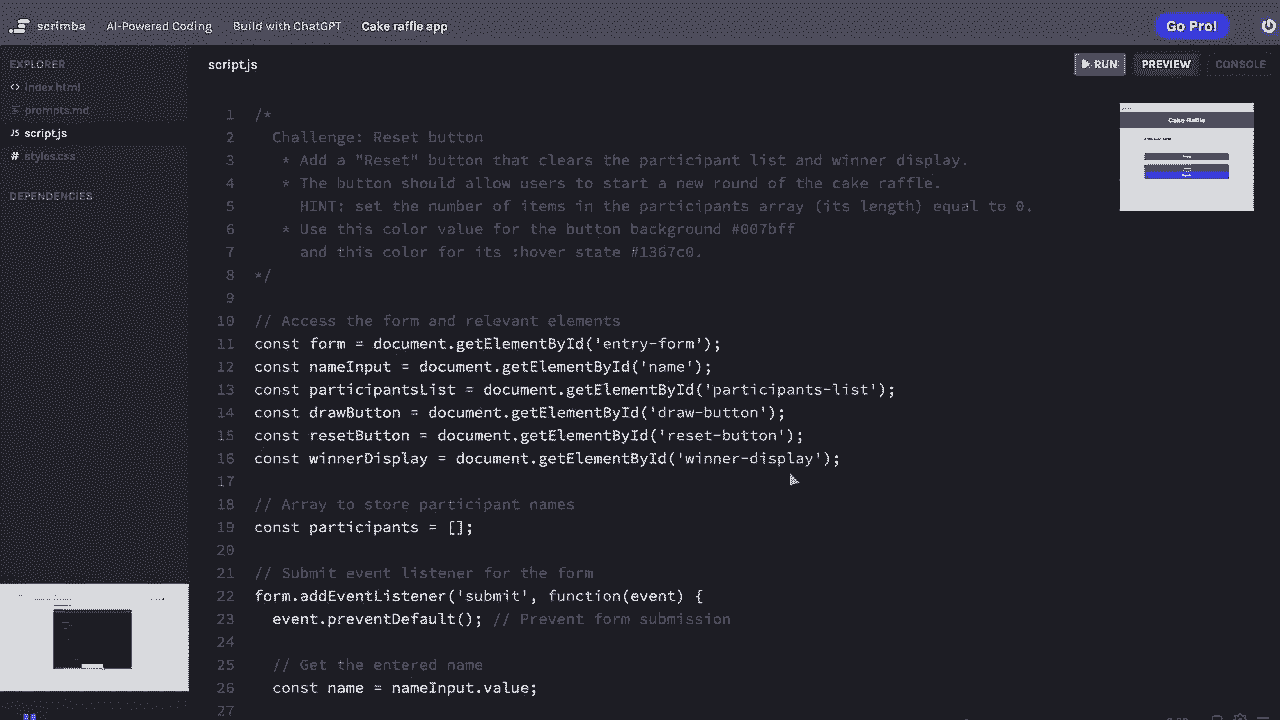 scrimba AI-Powered Coding Build with ChatGPT Cake raffle app Go Pro!
EXPLORER
index.html
prompts.md
JS script.js
# styles.css
DEPENDENCIES
script.js
RUN PREVIEW CONSOLE
1 /*
2 Challenge: Reset button
3 * Add a "Reset" button that clears the participant list and winner display.
4 * The button should allow users to start a new round of the cake raffle.
5 HINT: set the number of items in the participants array (its length) equal to 0.
6 * Use this color value for the button background #007bff
7 and this color for its :hover state #1367c0.
8 */
9
10 // Access the form and relevant elements
11 const form = document.getElementById('entry-form');
12 const nameInput = document.getElementById('name');
13 const participantsList = document.getElementById('participants-list');
14 const drawButton = document.getElementById('draw-button');
15 const resetButton = document.getElementById('reset-button');
16 const winnerDisplay = document.getElementById('winner-display');
17
18 // Array to store participant names
19 const participants = [];
20
21 // Submit event listener for the form
22 form.addEventListener('submit', function(event) {
23 event.preventDefault(); // Prevent form submission
24
25 // Get the entered name
26 const name = nameInput.value;
27
Cake Raffle